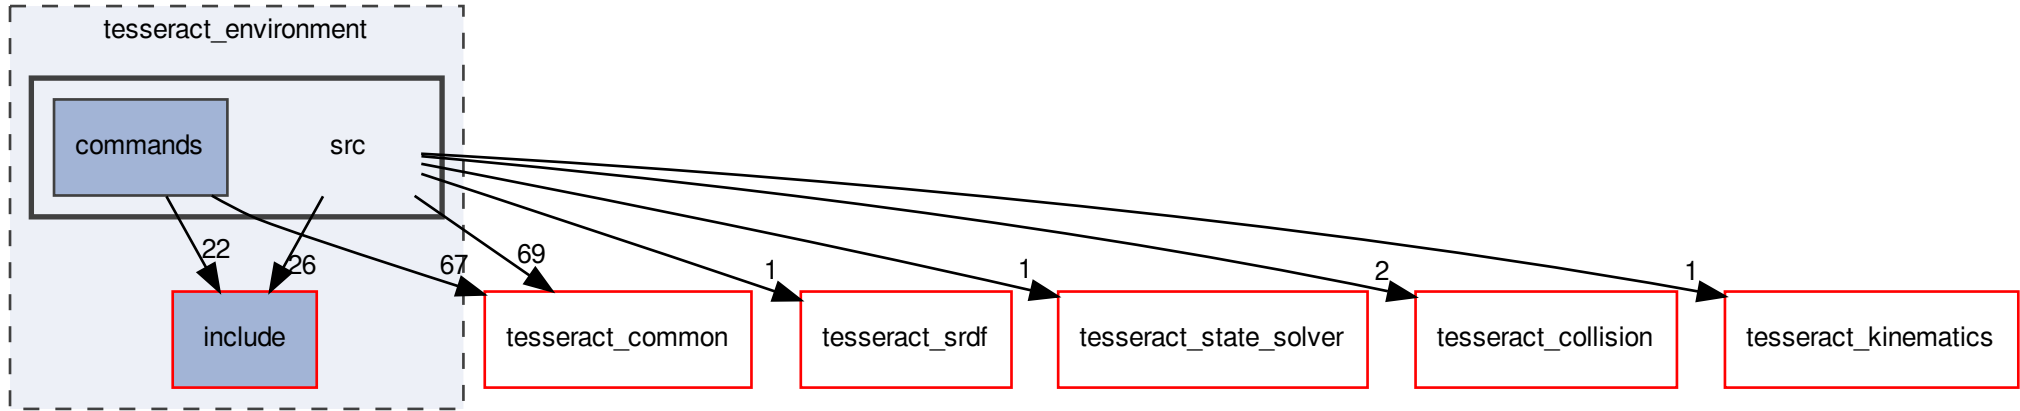 tesseract_environment
commands
src
22
26
67
69
1
1
2
1
include
tesseract_common
tesseract_srdf
tesseract_state_solver
tesseract_collision
tesseract_kinematics